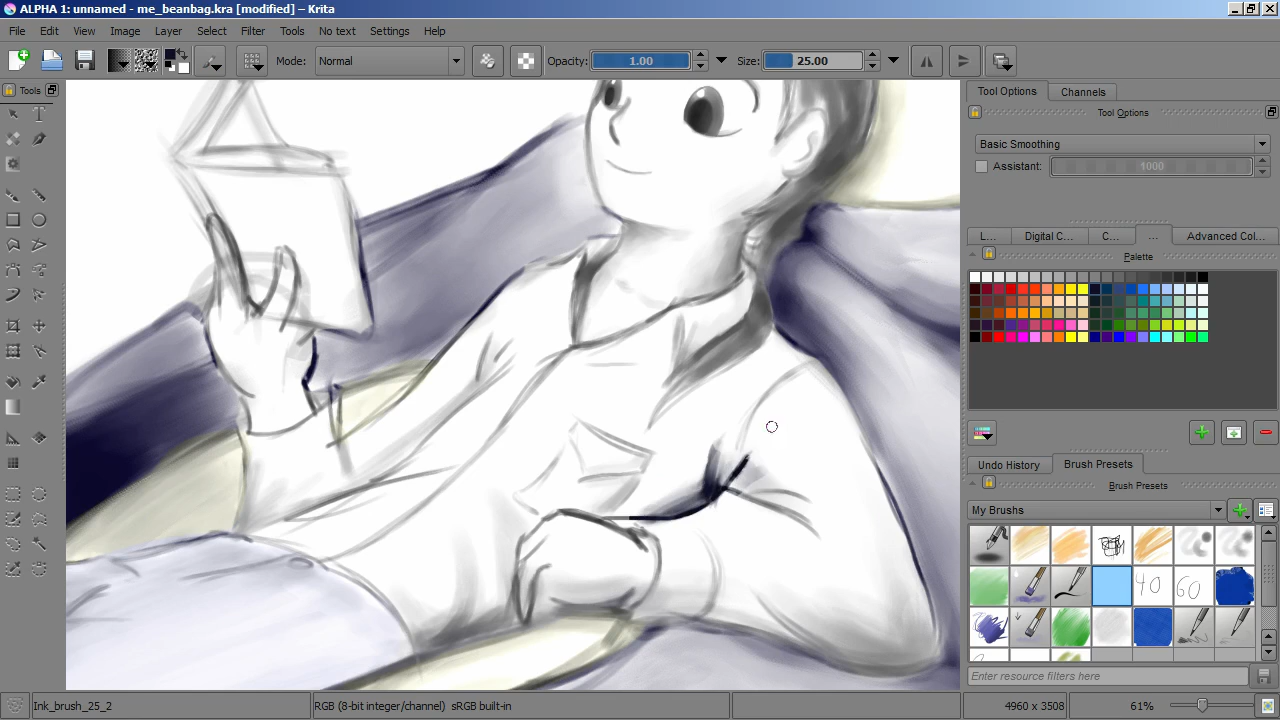 ALPHA 1: unnamed - me_beanbag.kra [modified] – Krita
File Edit View Image Layer Select Filter Tools No text Settings Help
Mode: Normal Opacity: 1.00 Size: 25.00
Tools
Tool Options Channels
Tool Options
Basic Smoothing
Assistant: 1000
L... Digital C... C... ... Advanced Col...
Palette
Undo History Brush Presets
Brush Presets
My Brushs
40 60
Enter resource filters here
Ink_brush_25_2 RGB (8-bit integer/channel) sRGB built-in 4960 x 3508 61%